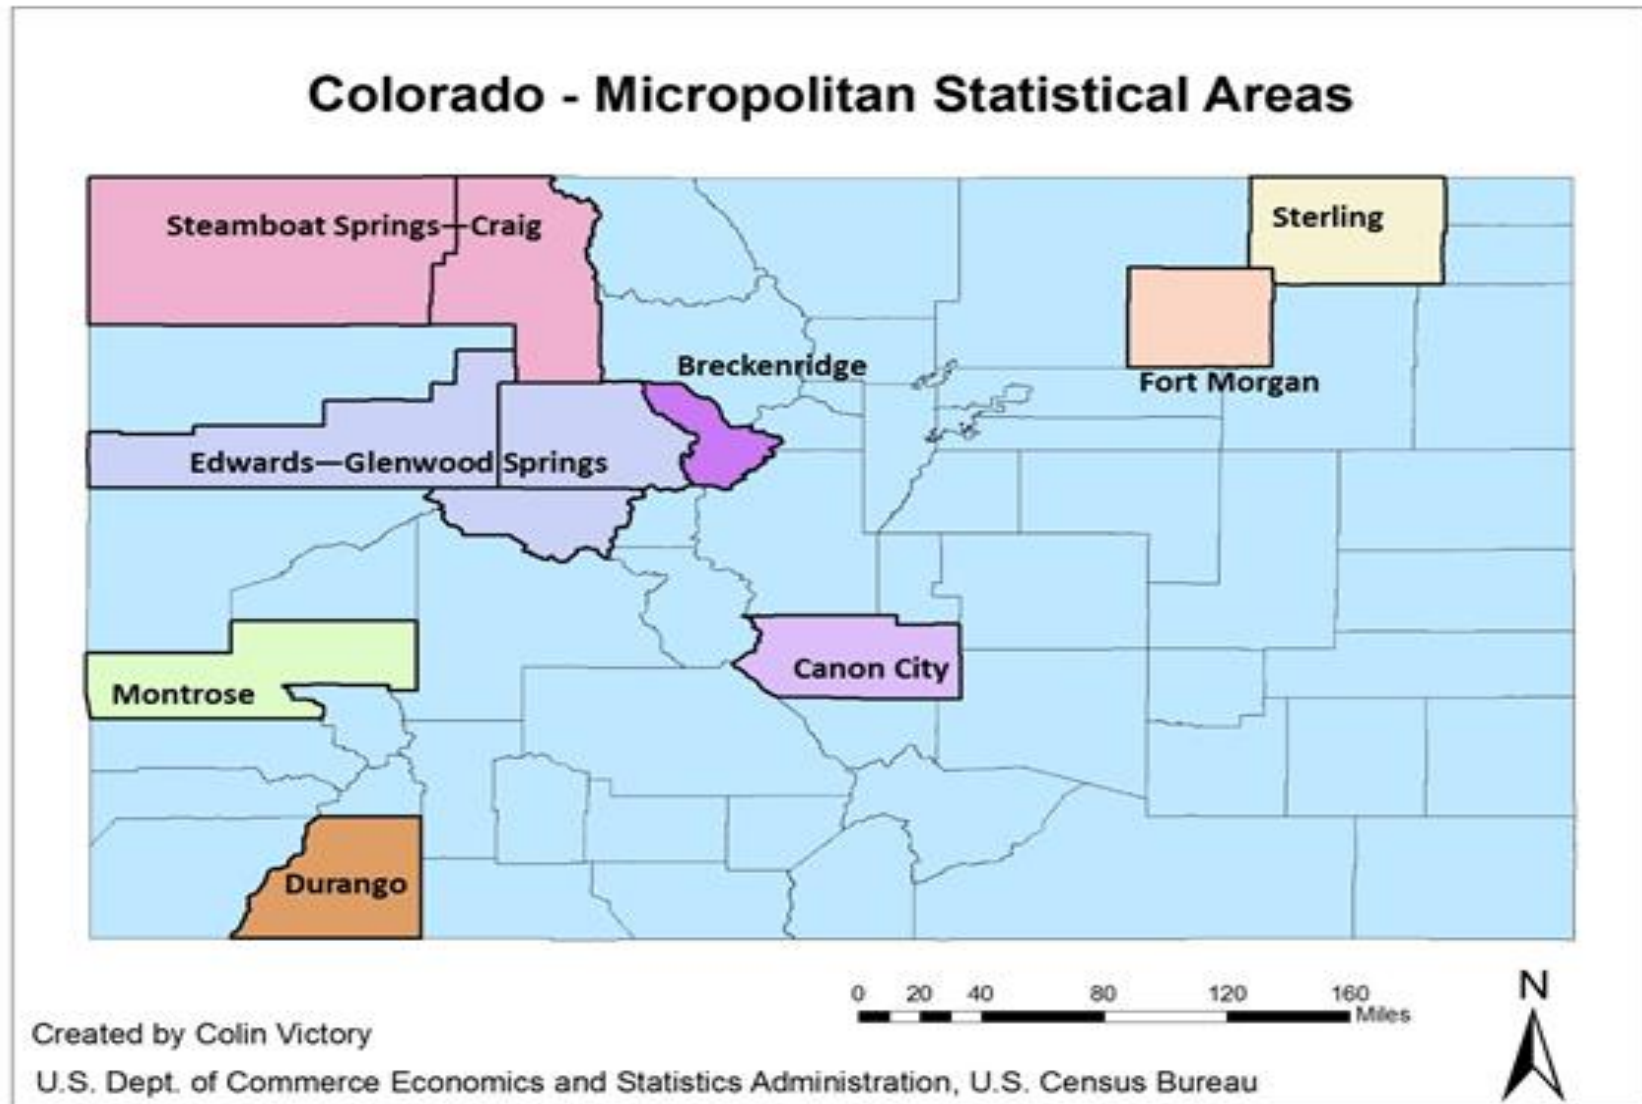 Colorado - Micropolitan Statistical Areas
Steamboat Springs—Craig
Sterling
Breckenridge
Fort Morgan
Edwards—Glenwood Springs
Canon City
Montrose
Durango
N
0 20 40 80 120 160
Miles
Created by Colin Victory
U.S. Dept. of Commerce Economics and Statistics Administration, U.S. Census Bureau